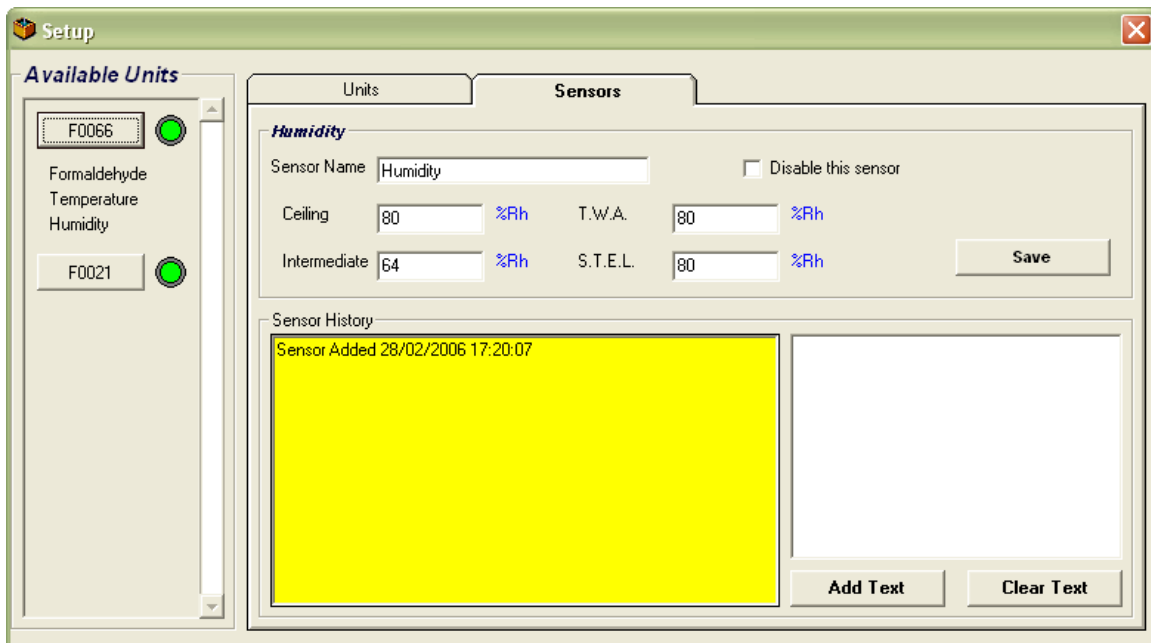 Setup
Available Units
F0066
Formaldehyde
Temperature
Humidity
F0021
Units
Sensors
Humidity
Sensor Name Humidity
Disable this sensor
Ceiling 80 %Rh T.W.A. 80 %Rh
Intermediate 64 %Rh S.T.E.L. 80 %Rh
Save
Sensor History
Sensor Added 28/02/2006 17:20:07
Add Text
Clear Text